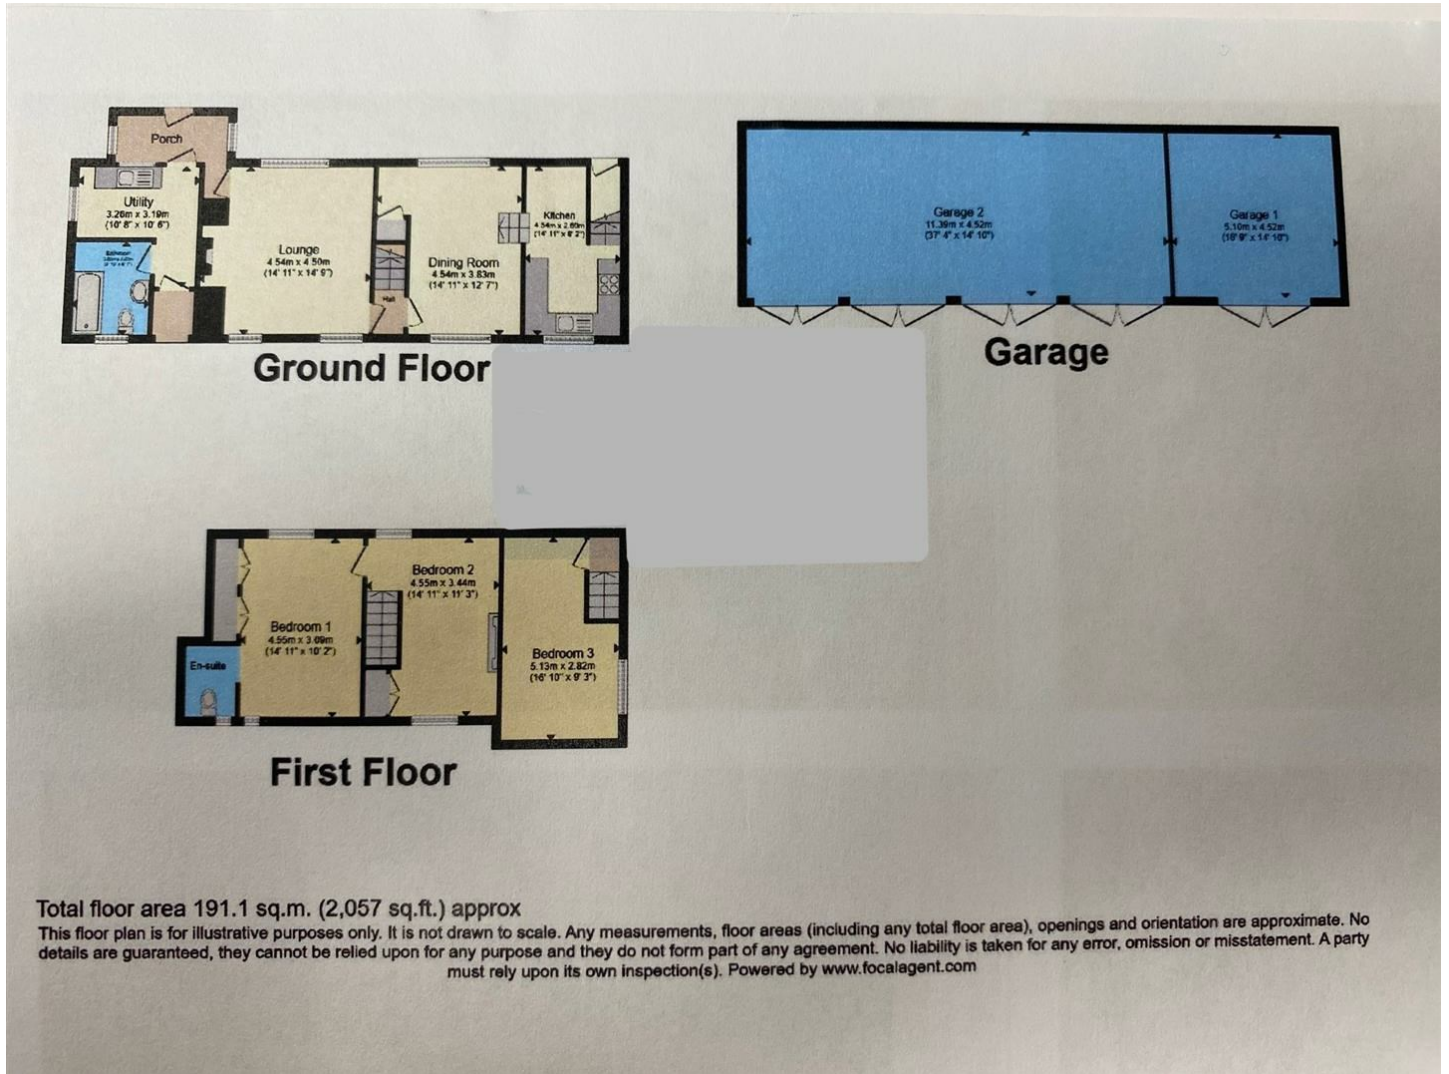 Porch
Utility
3.26m x 3.19m
(10' 8" x 10' 6")
Lounge
4.54m x 4.50m
(14' 11" x 14' 9")
Hall
Dining Room
4.54m x 3.83m
(14' 11" x 12' 7")
Kitchen
Ground Floor
Garage 2
11.39m x 4.52m
(37' 4" x 14' 10")
Garage 1
5.10m x 4.52m
(16' 9" x 14' 10")
Garage
Bedroom 1
4.55m x 3.09m
(14' 11" x 10' 2")
En-suite
Bedroom 2
4.55m x 3.44m
(14' 11" x 11' 3")
Bedroom 3
5.13m x 2.82m
(16' 10" x 9' 3")
First Floor
Total floor area 191.1 sq.m. (2,057 sq.ft.) approx
This floor plan is for illustrative purposes only. It is not drawn to scale. Any measurements, floor areas (including any total floor area), openings and orientation are approximate. No
details are guaranteed, they cannot be relied upon for any purpose and they do not form part of any agreement. No liability is taken for any error, omission or misstatement. A party
must rely upon its own inspection(s). Powered by www.focalagent.com